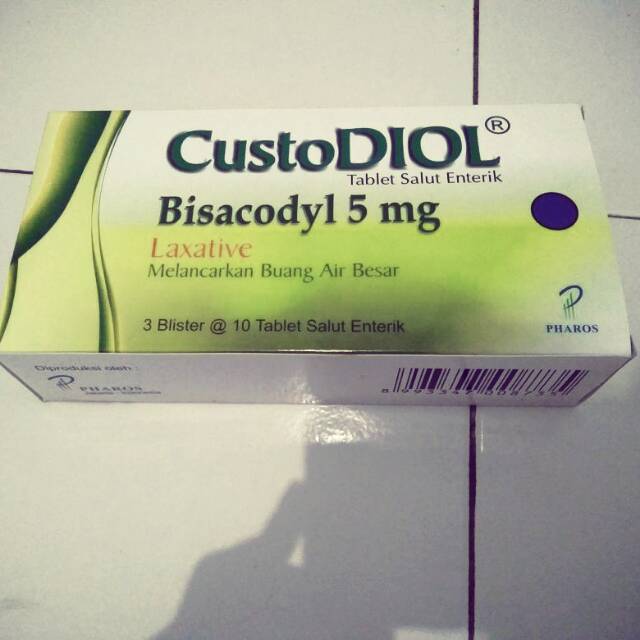 CustoDIOL®
Tablet Salut Enterik
Bisacodyl 5 mg
Laxative
Melancarkan Buang Air Besar
3 Blister @ 10 Tablet Salut Enterik
PHAROS
Diproduksi oleh :
PHAROS